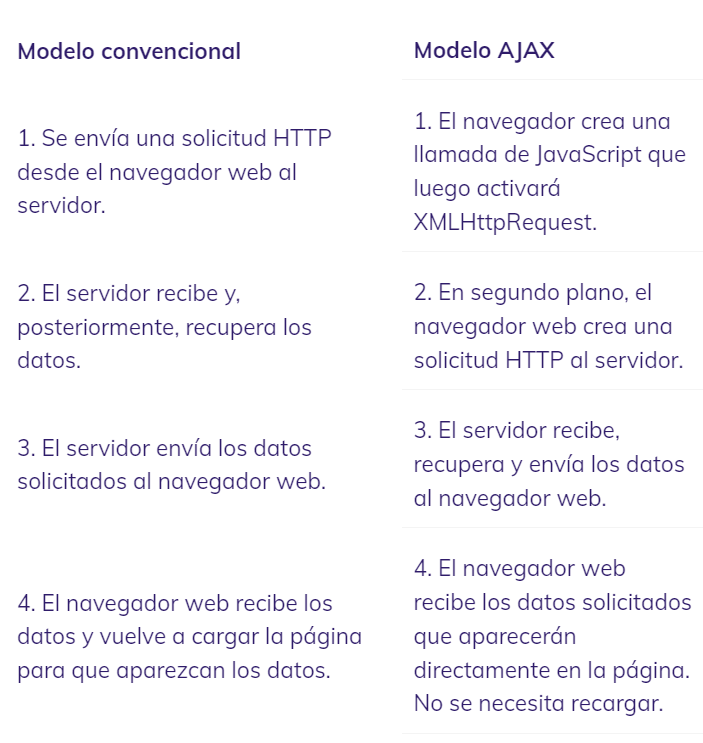 Modelo convencional
Modelo AJAX
1. Se envía una solicitud HTTP
desde el navegador web al
servidor.
1. El navegador crea una
llamada de JavaScript que
luego activará
XMLHttpRequest.
2. El servidor recibe y,
posteriormente, recupera los
datos.
2. En segundo plano, el
navegador web crea una
solicitud HTTP al servidor.
3. El servidor envía los datos
solicitados al navegador web.
3. El servidor recibe,
recupera y envía los datos
al navegador web.
4. El navegador web recibe los
datos y vuelve a cargar la página
para que aparezcan los datos.
4. El navegador web
recibe los datos solicitados
que aparecerán
directamente en la página.
No se necesita recargar.